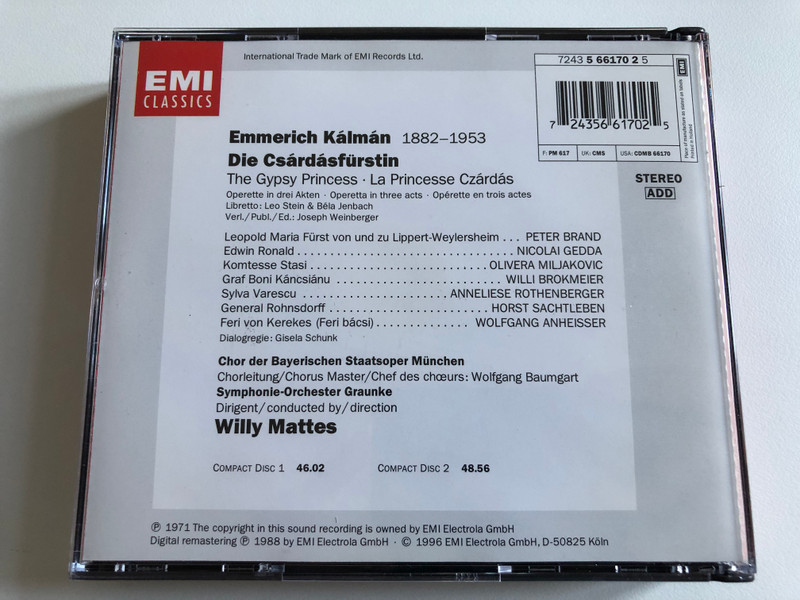 EMI
CLASSICS
International Trade Mark of EMI Records Ltd.
7243 5 66170 2 5
7 24356 61702 5
F: PM 617 UK: CMS USA: CDMB 66170
EMI
Printed in Holland
Emmerich Kálmán 1882–1953
Die Csárdásfürstin
The Gypsy Princess · La Princesse Czárdás
Operette in drei Akten · Operetta in three acts · Opérette en trois actes
Libretto: Leo Stein & Béla Jenbach
Verl./Publ./Ed.: Joseph Weinberger
STEREO
ADD
Leopold Maria Fürst von und zu Lippert-Weylersheim . . . PETER BRAND
Edwin Ronald . . . . . . . . . . . . . . . . . . . . . . . . . . . . . . . . . NICOLAI GEDDA
Komtesse Stasi . . . . . . . . . . . . . . . . . . . . . . . . . . . OLIVERA MILJAKOVIC
Graf Boni Káncsiánu . . . . . . . . . . . . . . . . . . . . . . . . . . WILLI BROKMEIER
Sylva Varescu . . . . . . . . . . . . . . . . . . . . . . ANNELIESE ROTHENBERGER
General Rohnsdorff . . . . . . . . . . . . . . . . . . . . . . . . HORST SACHTLEBEN
Feri von Kerekes (Feri bácsi) . . . . . . . . . . . . . . WOLFGANG ANHEISSER
Dialogregie: Gisela Schunk
Chor der Bayerischen Staatsoper München
Chorleitung/Chorus Master/Chef des chœurs: Wolfgang Baumgart
Symphonie-Orchester Graunke
Dirigent/conducted by/direction
Willy Mattes
COMPACT DISC 1 46.02 COMPACT DISC 2 48.56
℗ 1971 The copyright in this sound recording is owned by EMI Electrola GmbH
Digital remastering ℗ 1988 by EMI Electrola GmbH · © 1996 EMI Electrola GmbH, D-50825 Köln